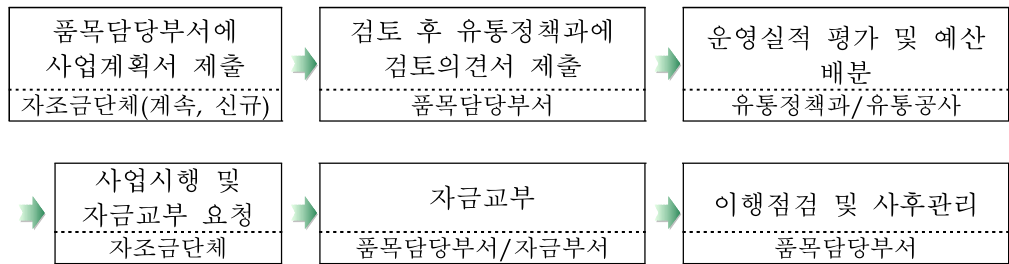 품목담당부서에
사업계획서 제출
자조금단체(계속, 신규)
검토 후 유통정책과에
검토의견서 제출
품목담당부서
운영실적 평가 및 예산
배분
유통정책과/유통공사
사업시행 및
자금교부 요청
자조금단체
자금교부
품목담당부서/자금부서
이행점검 및 사후관리
품목담당부서